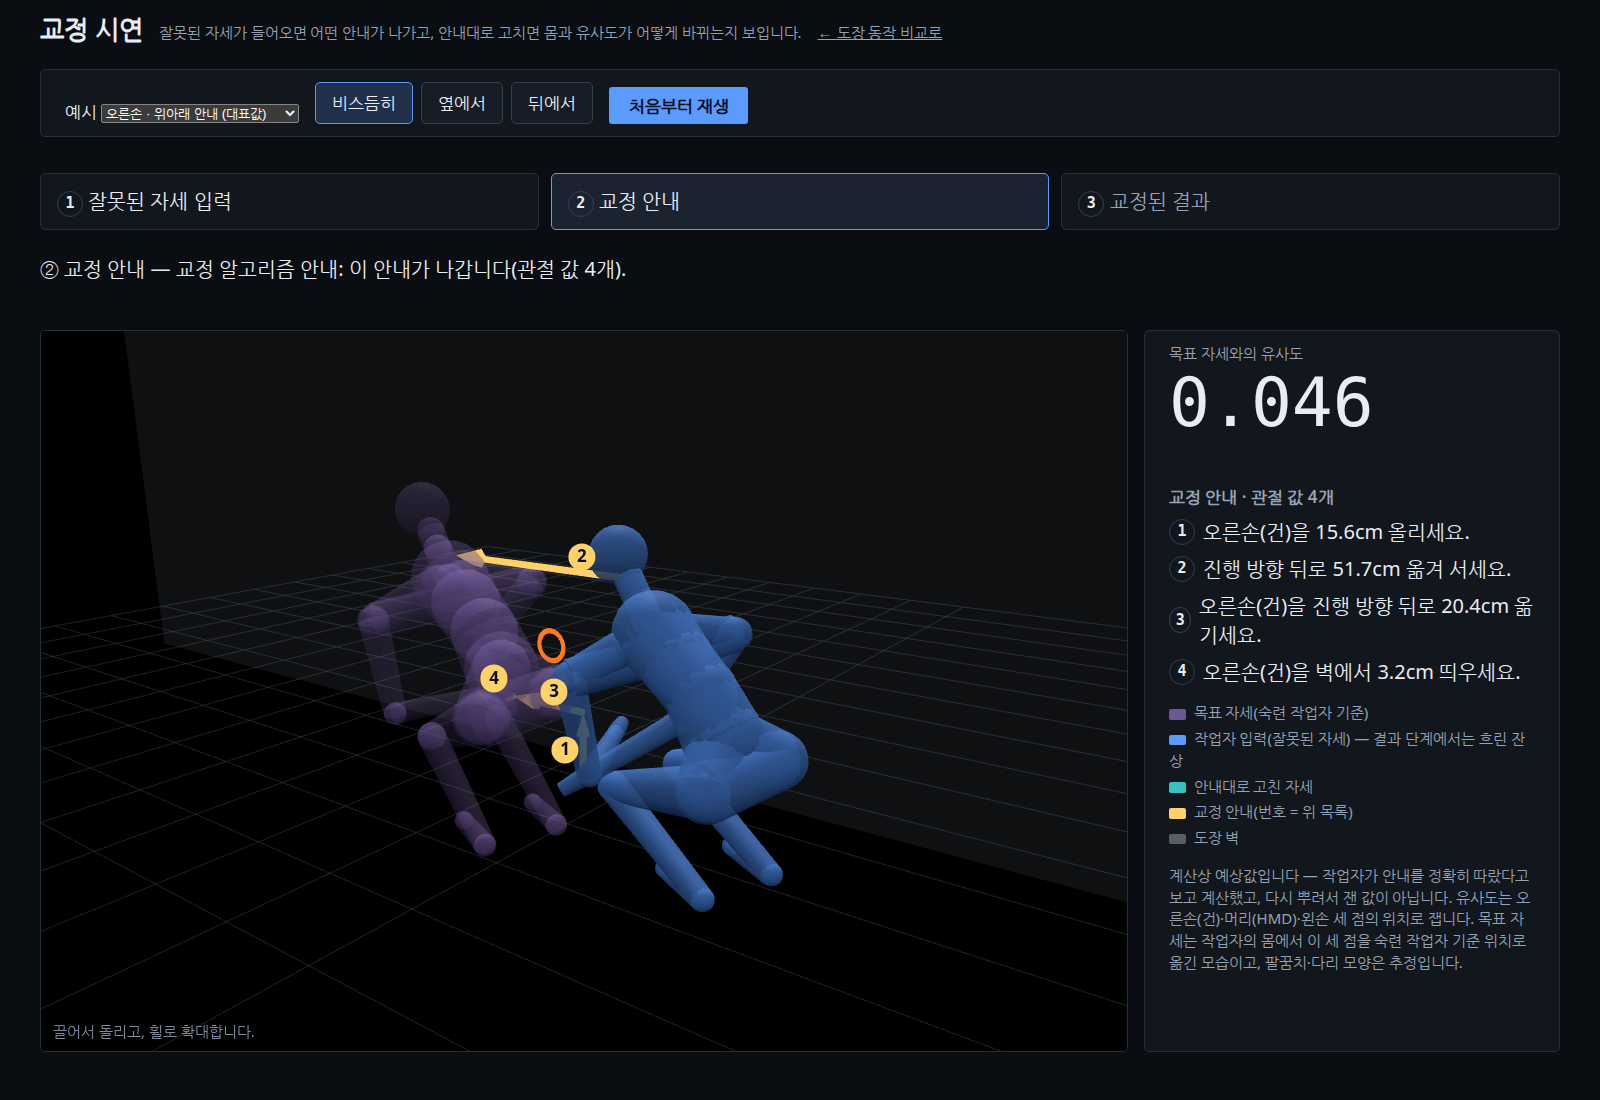 교정 시연 잘못된 자세가 들어오면 어떤 안내가 나가고, 안내대로 고치면 몸과 유사도가 어떻게 바뀌는지 보입니다. ← 도장 동작 비교로
예시 오른손 · 위아래 안내 (대표값) 비스듬히 옆에서 뒤에서 처음부터 재생
1 잘못된 자세 입력
2 교정 안내
3 교정된 결과
② 교정 안내 — 교정 알고리즘 안내: 이 안내가 나갑니다(관절 값 4개).
2
4
3
1
끌어서 돌리고, 휠로 확대합니다.
목표 자세와의 유사도
0.046
교정 안내 · 관절 값 4개
1 오른손(건)을 15.6cm 올리세요.
2 진행 방향 뒤로 51.7cm 옮겨 서세요.
3 오른손(건)을 진행 방향 뒤로 20.4cm 옮
기세요.
4 오른손(건)을 벽에서 3.2cm 띄우세요.
목표 자세(숙련 작업자 기준)
작업자 입력(잘못된 자세) — 결과 단계에서는 흐린 잔
상
안내대로 고친 자세
교정 안내(번호 = 위 목록)
도장 벽
계산상 예상값입니다 — 작업자가 안내를 정확히 따랐다고
보고 계산했고, 다시 뿌려서 잰 값이 아닙니다. 유사도는 오
른손(건)·머리(HMD)·왼손 세 점의 위치로 잽니다. 목표 자
세는 작업자의 몸에서 이 세 점을 숙련 작업자 기준 위치로
옮긴 모습이고, 팔꿈치·다리 모양은 추정입니다.